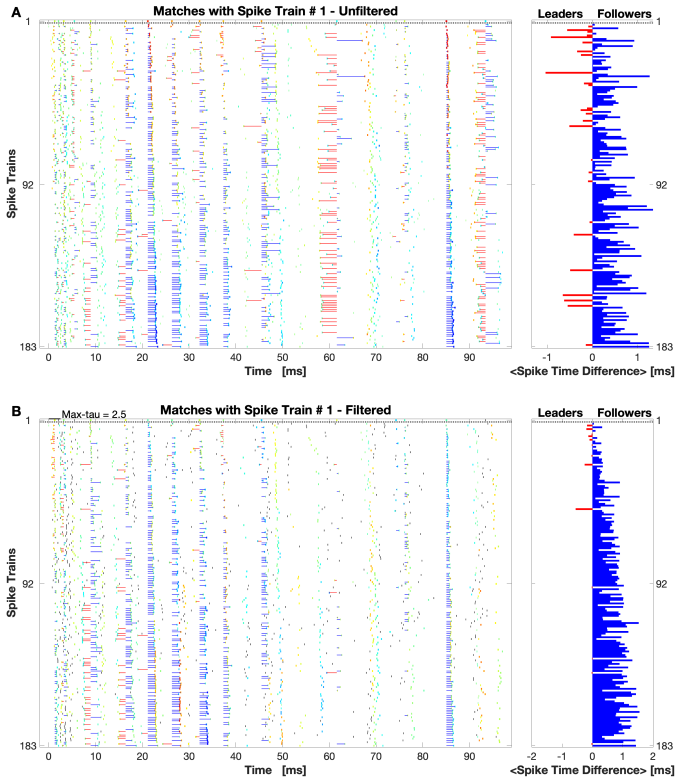 A
Matches with Spike Train # 1 - Unfiltered
Leaders Followers
1 1
92 92
183 183
Spike Trains
0 10 20 30 40 50 60 70 80 90
Time [ms]
-1 0 1
<Spike Time Difference> [ms]
B
Max-tau = 2.5
Matches with Spike Train # 1 - Filtered
Leaders Followers
1 1
92 92
183 183
Spike Trains
0 10 20 30 40 50 60 70 80 90
Time [ms]
-2 -1 0 1 2
<Spike Time Difference> [ms]